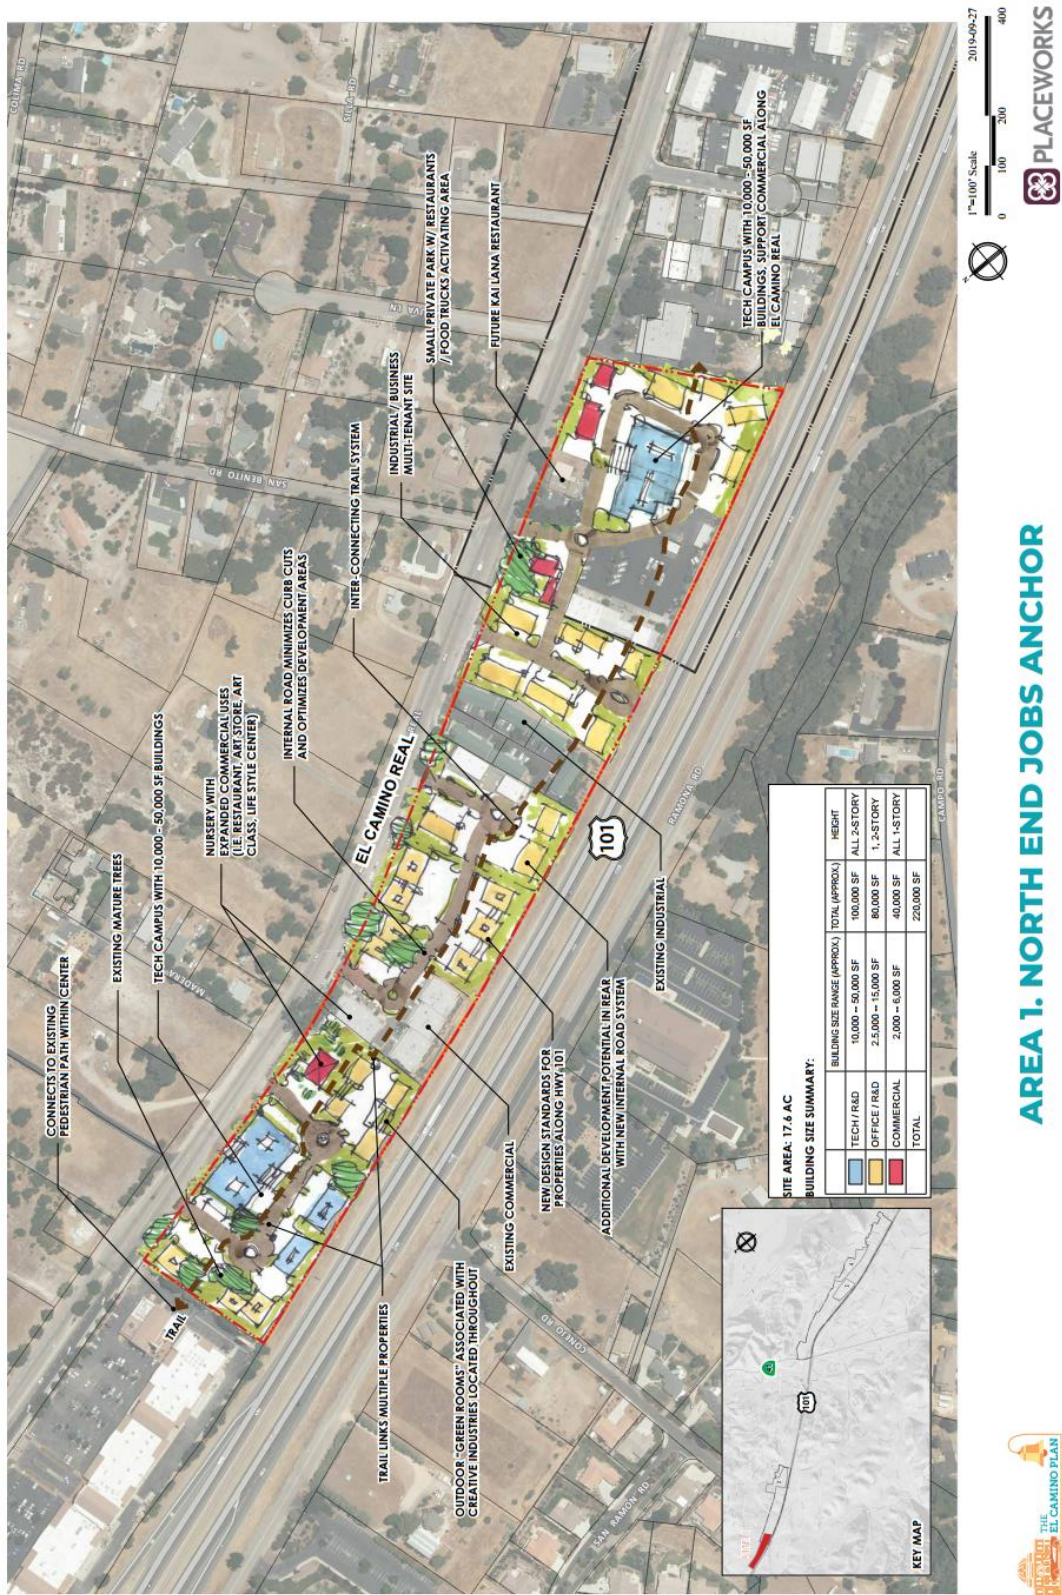 CONNECTS TO EXISTING
PEDESTRIAN PATH WITHIN CENTER
EXISTING MATURE TREES
TECH CAMPUS WITH 10,000 - 50,000 SF BUILDINGS
NURSERY WITH
EXPANDED COMMERCIAL USES
(I.E. RESTAURANT, ART STORE, ART
CLASS, LIFE STYLE CENTER)
INTERNAL ROAD MINIMIZES CURB CUTS
AND OPTIMIZES DEVELOPMENT AREAS
INTER-CONNECTING TRAIL SYSTEM
INDUSTRIAL / BUSINESS
MULTI-TENANT SITE
SMALL PRIVATE PARK W/ RESTAURANTS
/ FOOD TRUCKS ACTIVATING AREA
FUTURE KAI LANA RESTAURANT
TECH CAMPUS WITH 10,000 - 50,000 SF
BUILDINGS, SUPPORT COMMERCIAL ALONG
EL CAMINO REAL
COLIMA RD
SAN BENITO RD
MADERA
EL CAMINO REAL
TRAIL
101
RAMONA RD
CAMPO RD
CONEJO RD
SAN RAMON RD
TRAIL LINKS MULTIPLE PROPERTIES
OUTDOOR "GREEN ROOMS" ASSOCIATED WITH
CREATIVE INDUSTRIES LOCATED THROUGHOUT
EXISTING COMMERCIAL
NEW DESIGN STANDARDS FOR
PROPERTIES ALONG HWY 101
ADDITIONAL DEVELOPMENT POTENTIAL IN REAR
WITH NEW INTERNAL ROAD SYSTEM
EXISTING INDUSTRIAL
SITE AREA: 17.6 AC
BUILDING SIZE SUMMARY:
BUILDING SIZE RANGE (APPROX.) TOTAL (APPROX.) HEIGHT
TECH / R&D 10,000 -- 50,000 SF 100,000 SF ALL 2-STORY
OFFICE / R&D 2,5,000 -- 15,000 SF 80,000 SF 1, 2-STORY
COMMERCIAL 2,000 -- 6,000 SF 40,000 SF ALL 1-STORY
TOTAL 220,000 SF
101
KEY MAP
THE
EL CAMINO PLAN
AREA 1. NORTH END JOBS ANCHOR
1"=100' Scale 2019-09-27
0 100 200 400
PLACEWORKS